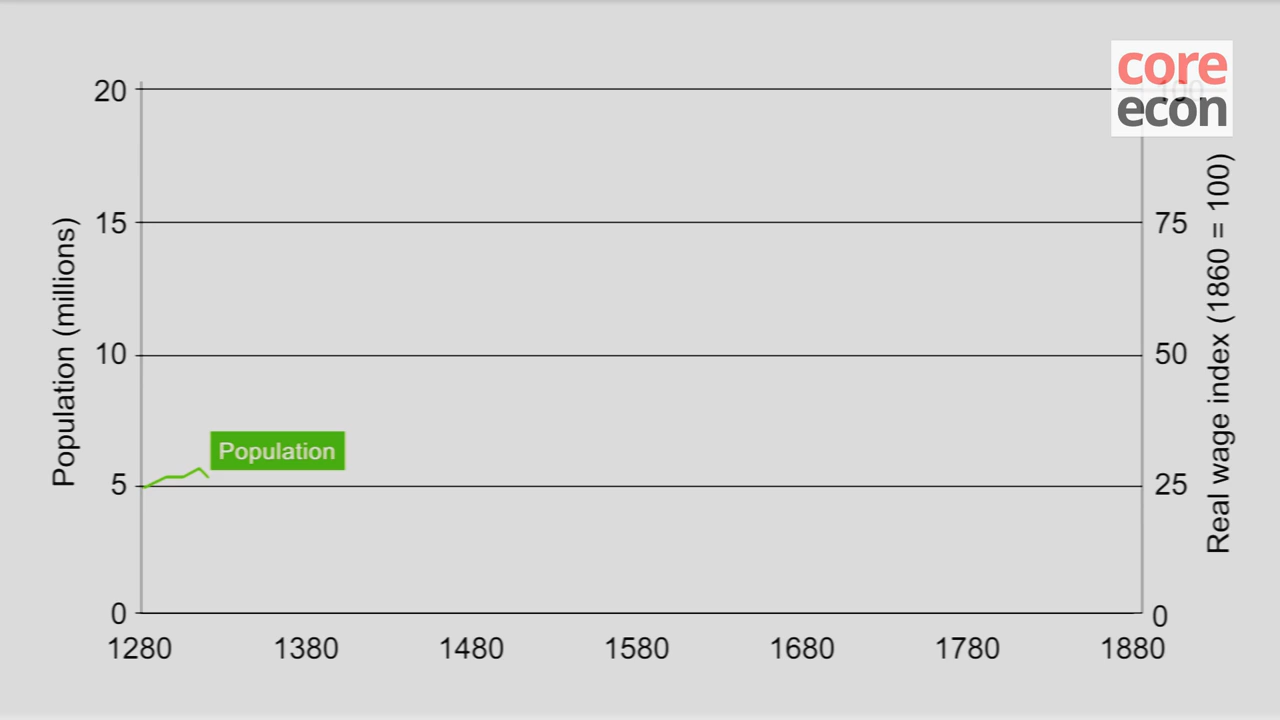 core
econ
20
100
15
75
10
50
5
25
0
0
Population (millions)
Real wage index (1860 = 100)
Population
1280 1380 1480 1580 1680 1780 1880